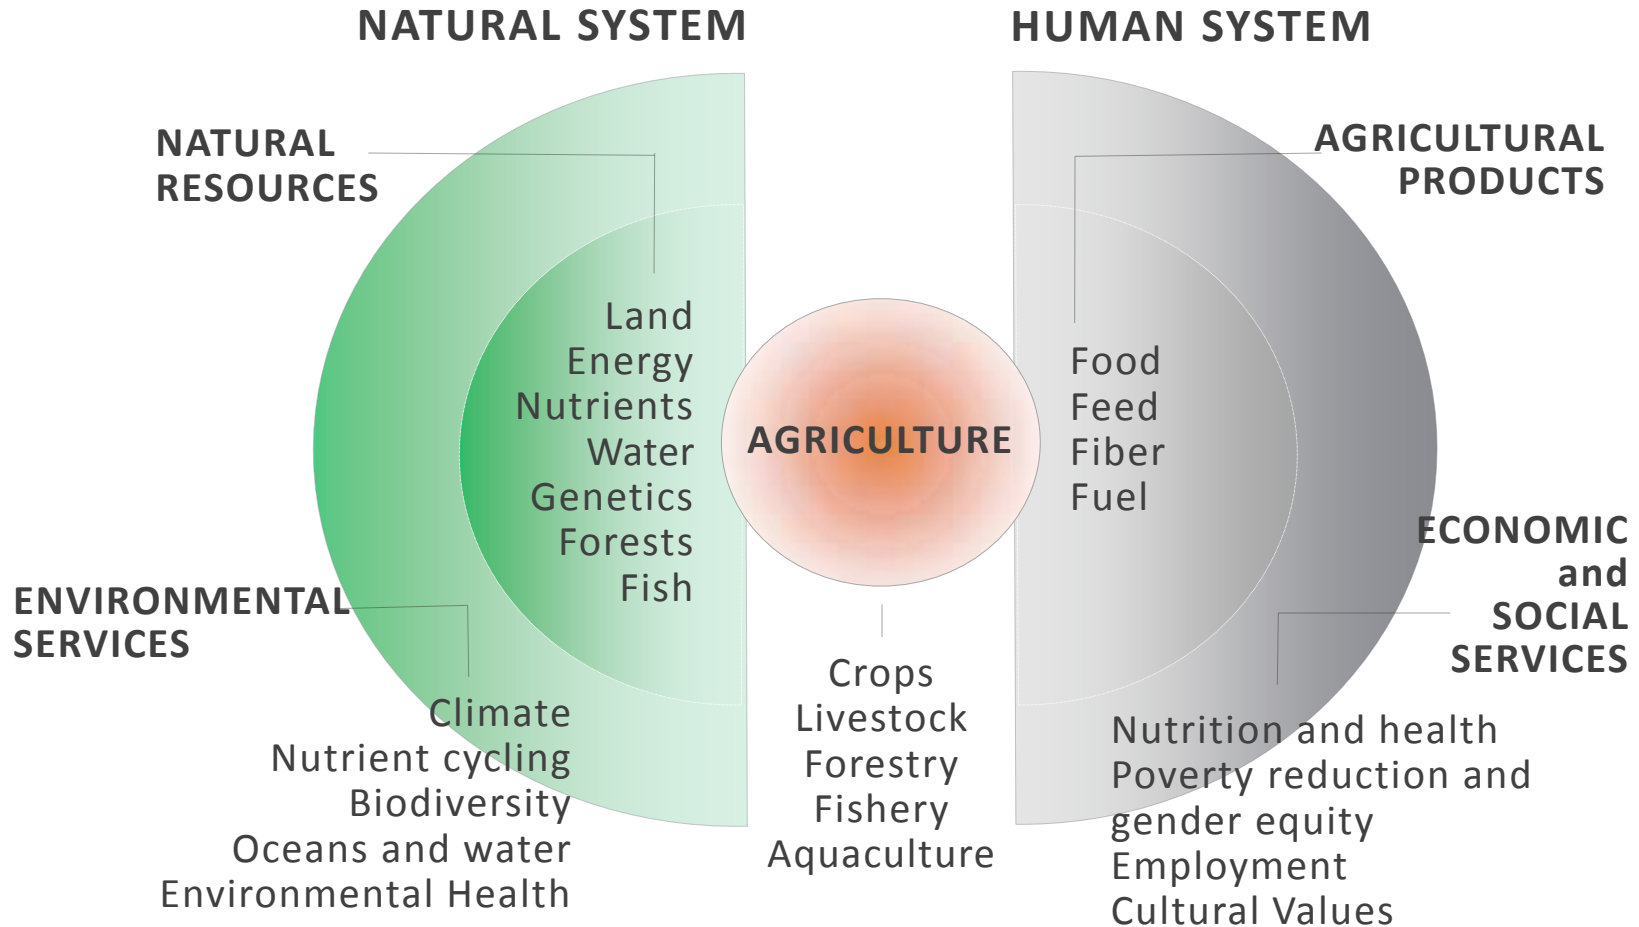 NATURAL SYSTEM
HUMAN SYSTEM
NATURAL
RESOURCES
AGRICULTURAL
PRODUCTS
Land
Energy
Nutrients
Water
Genetics
Forests
Fish
AGRICULTURE
Food
Feed
Fiber
Fuel
ENVIRONMENTAL
SERVICES
ECONOMIC
and
SOCIAL
SERVICES
Climate
Nutrient cycling
Biodiversity
Oceans and water
Environmental Health
Crops
Livestock
Forestry
Fishery
Aquaculture
Nutrition and health
Poverty reduction and
gender equity
Employment
Cultural Values